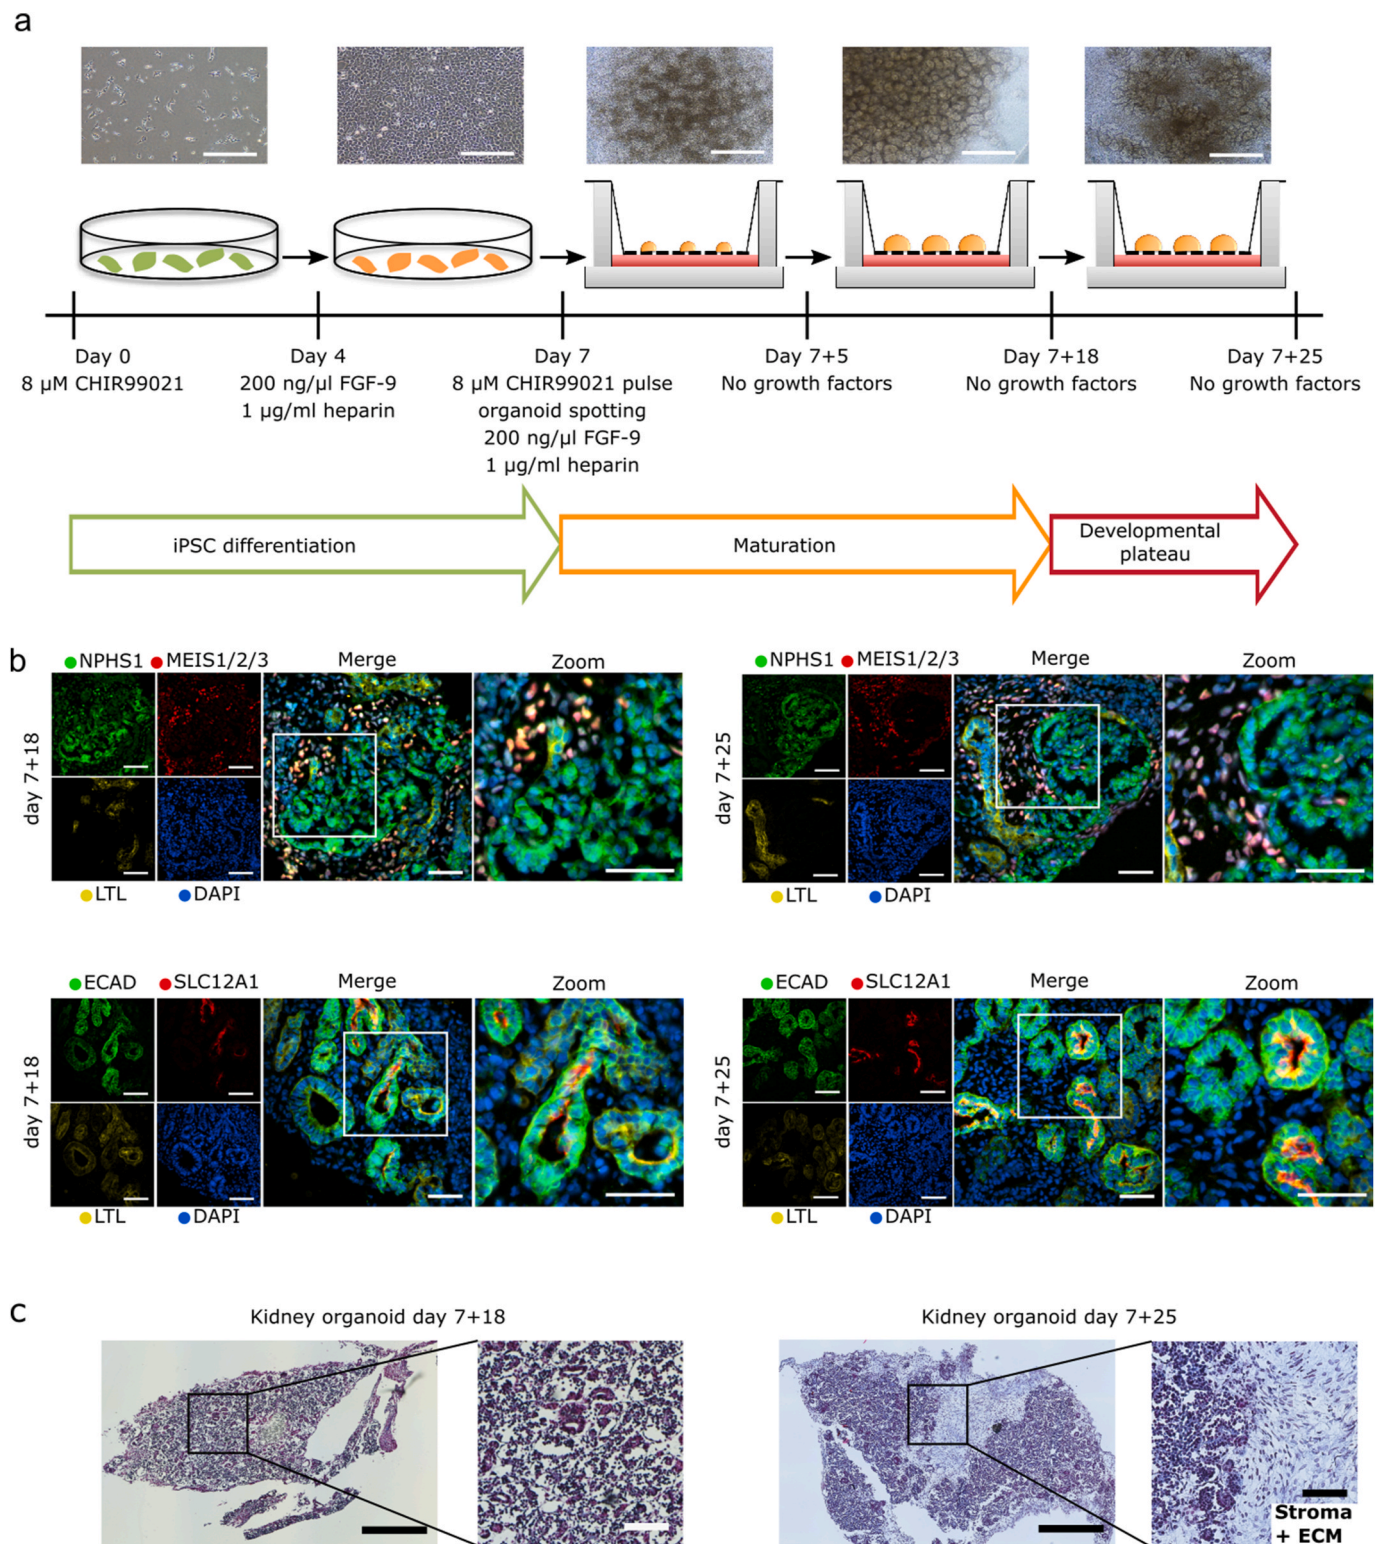 a
Day 0
8 µM CHIR99021
Day 4
200 ng/µl FGF-9
1 µg/ml heparin
Day 7
8 µM CHIR99021 pulse
organoid spotting
200 ng/µl FGF-9
1 µg/ml heparin
Day 7+5
No growth factors
Day 7+18
No growth factors
Day 7+25
No growth factors
iPSC differentiation
Maturation
Developmental
plateau
b
NPHS1 MEIS1/2/3 Merge Zoom
day 7+18
LTL DAPI
NPHS1 MEIS1/2/3 Merge Zoom
day 7+25
LTL DAPI
ECAD SLC12A1 Merge Zoom
day 7+18
LTL DAPI
ECAD SLC12A1 Merge Zoom
day 7+25
LTL DAPI
c
Kidney organoid day 7+18
Kidney organoid day 7+25
Stroma
+ ECM